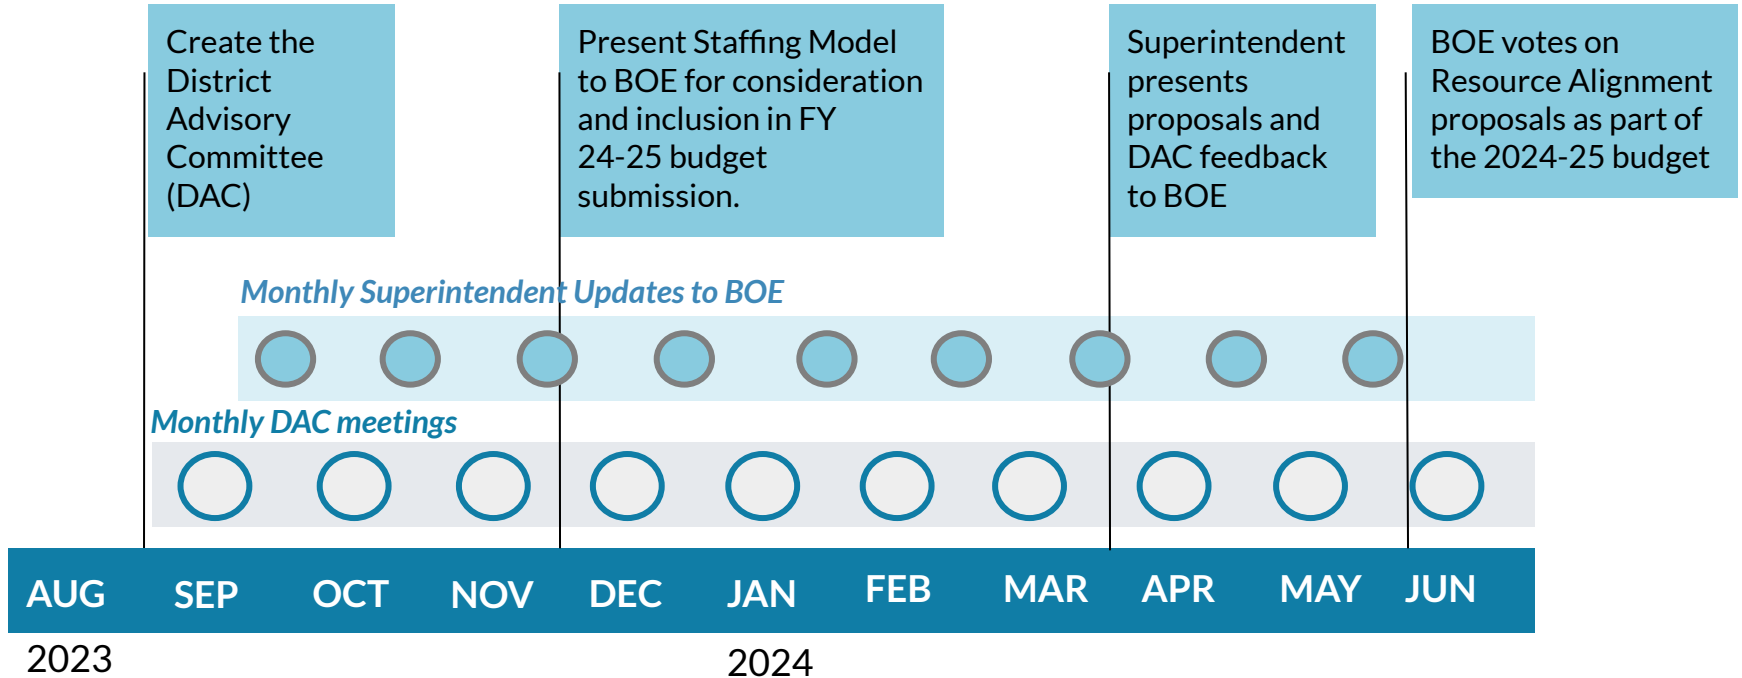 Create the
District
Advisory
Committee
(DAC)
Present Staffing Model
to BOE for consideration
and inclusion in FY
24-25 budget
submission.
Superintendent
presents
proposals and
DAC feedback
to BOE
BOE votes on
Resource Alignment
proposals as part of
the 2024-25 budget
Monthly Superintendent Updates to BOE
Monthly DAC meetings
AUG SEP OCT NOV DEC JAN FEB MAR APR MAY JUN
2023 2024